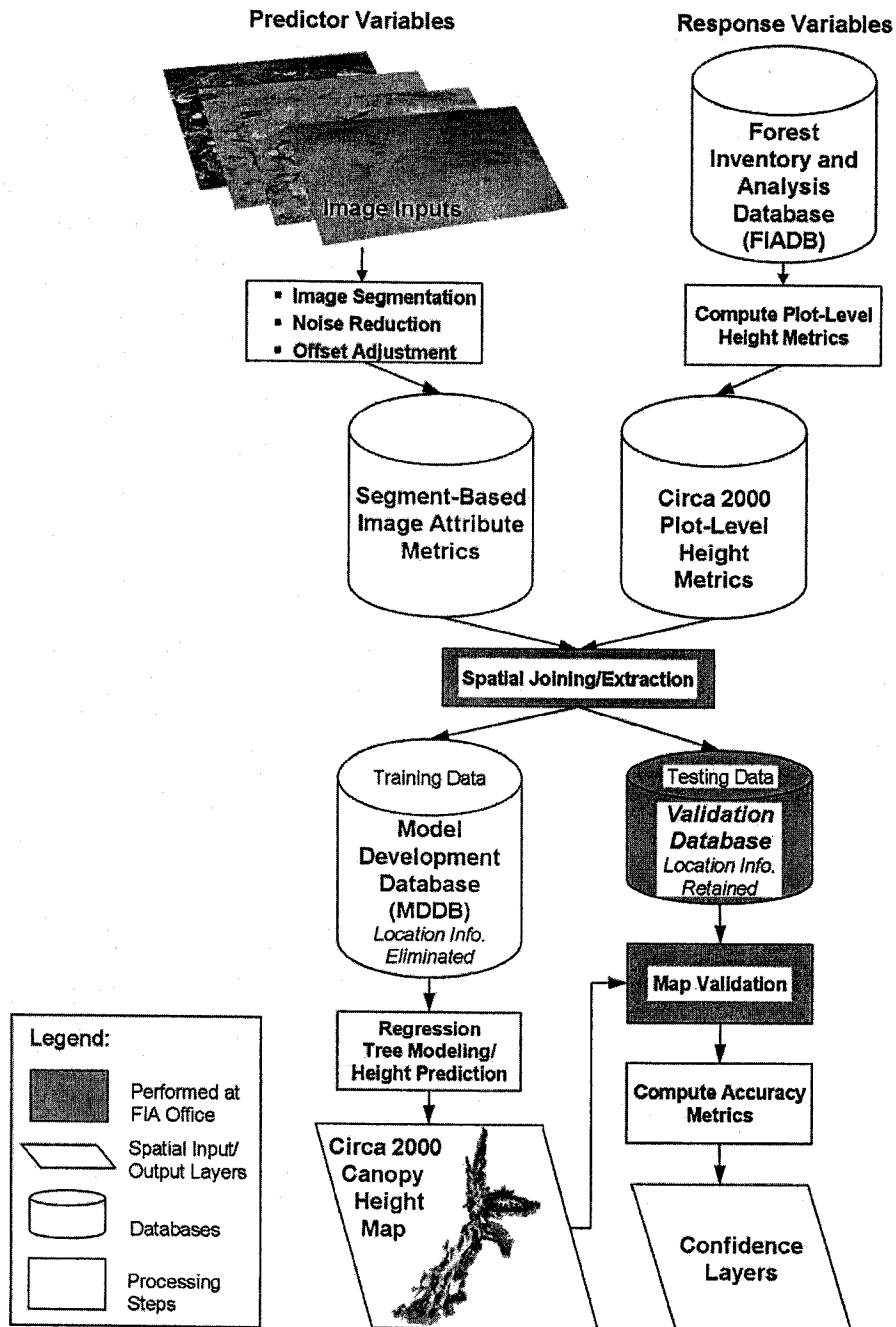 Predictor Variables
Response Variables
Image Inputs
Forest
Inventory and
Analysis
Database
(FIADB)
▪ Image Segmentation
▪ Noise Reduction
▪ Offset Adjustment
Compute Plot-Level
Height Metrics
Segment-Based
Image Attribute
Metrics
Circa 2000
Plot-Level
Height
Metrics
Spatial Joining/Extraction
Training Data
Model
Development
Database
(MDDB)
Location Info.
Eliminated
Testing Data
Validation
Database
Location Info.
Retained
Map Validation
Regression
Tree Modeling/
Height Prediction
Compute Accuracy
Metrics
Circa 2000
Canopy
Height
Map
Confidence
Layers
Legend:
Performed at
FIA Office
Spatial Input/
Output Layers
Databases
Processing
Steps